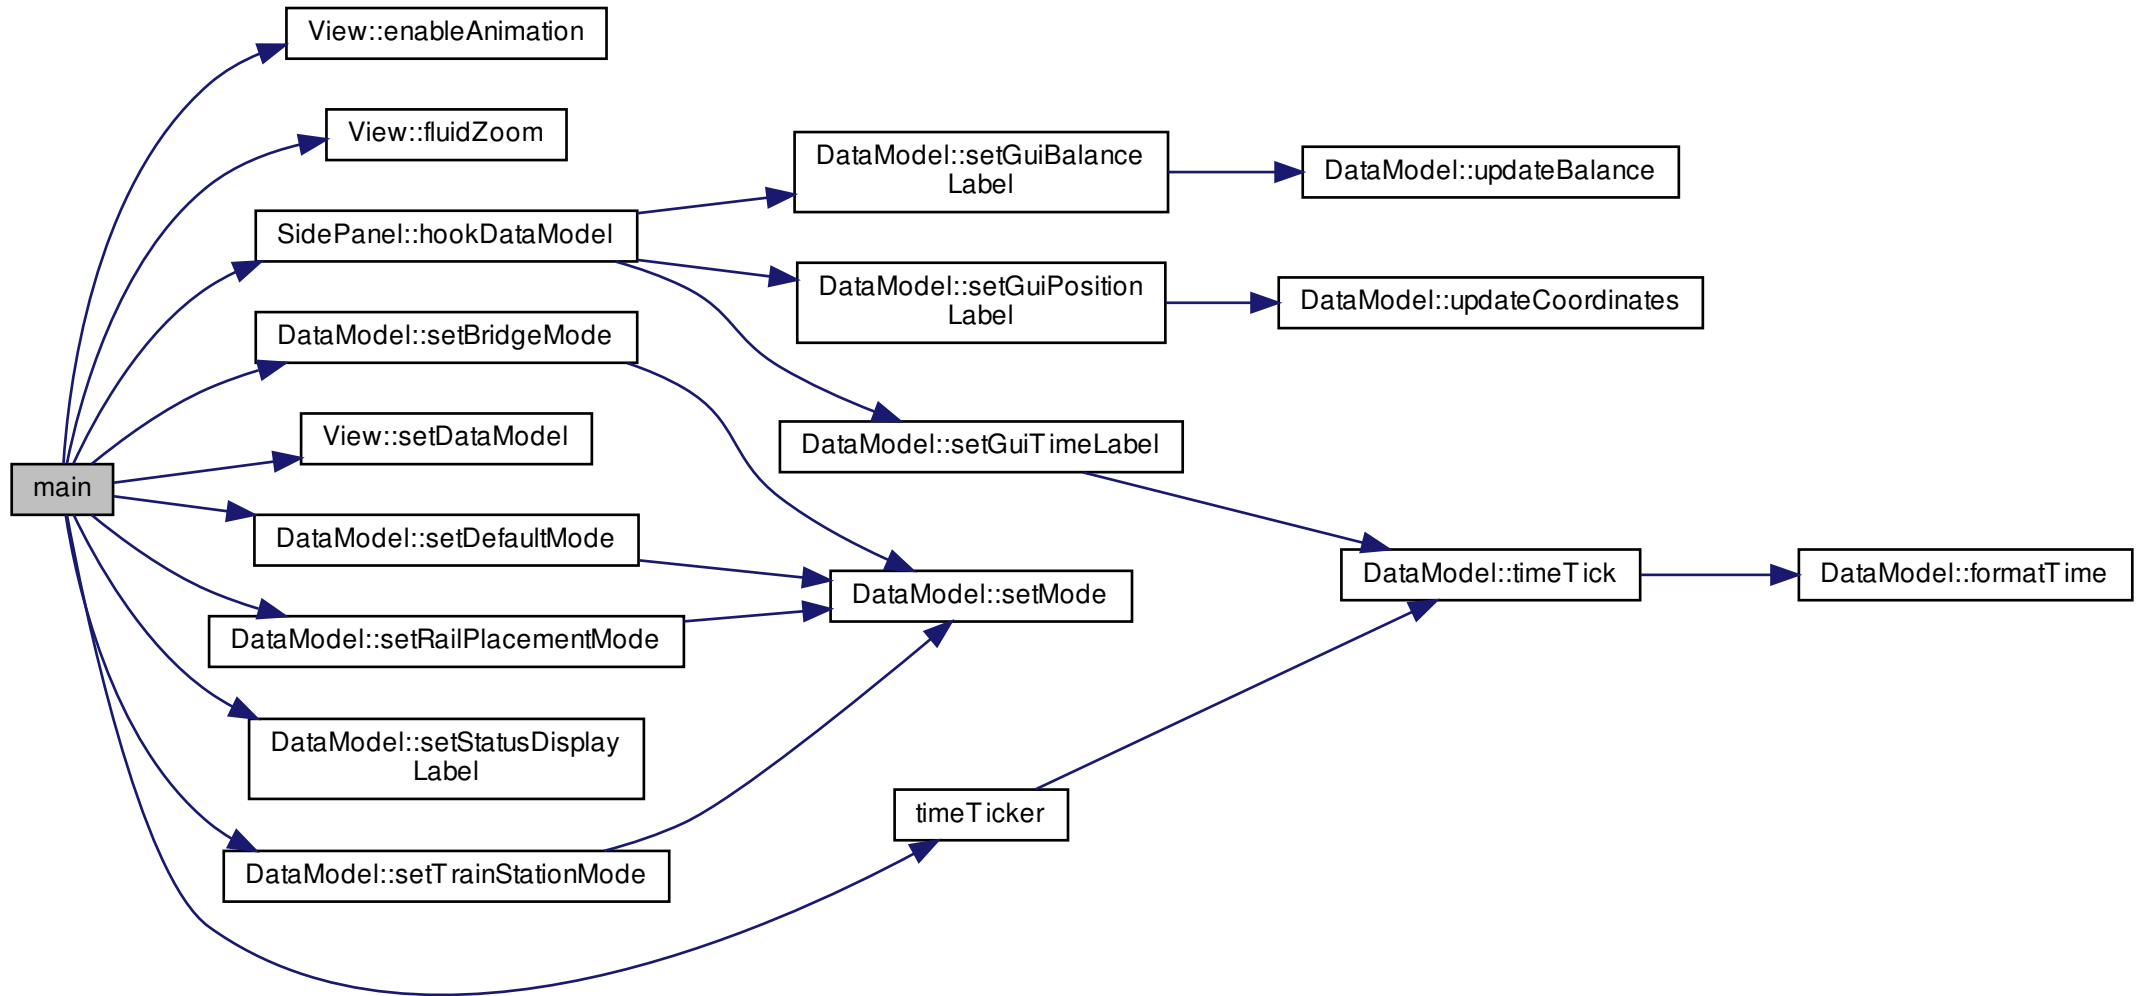 View::enableAnimation
View::fluidZoom
SidePanel::hookDataModel
DataModel::setBridgeMode
View::setDataModel
main
DataModel::setDefaultMode
DataModel::setRailPlacementMode
DataModel::setStatusDisplay
Label
DataModel::setTrainStationMode
DataModel::setGuiBalance
Label
DataModel::setGuiPosition
Label
DataModel::setGuiTimeLabel
DataModel::setMode
timeTicker
DataModel::updateBalance
DataModel::updateCoordinates
DataModel::timeTick
DataModel::formatTime